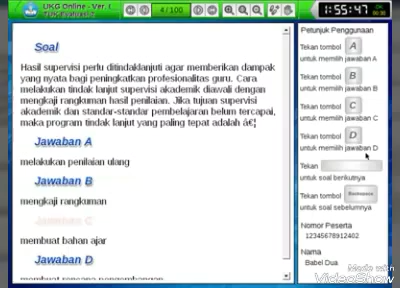 UKG Online - Ver. (
4 / 100
1:55:47
Soal
Hasil supervisi perlu ditindaklanjuti agar memberikan dampak
yang nyata bagi peningkatkan profesionalitas guru. Cara
melakukan tindak lanjut supervisi akademik diawali dengan
mengkaji rangkuman hasil penilaian. Jika tujuan supervisi
akademik dan standar-standar pembelajaran belum tercapai,
maka program tindak lanjut yang paling tepat adalah â€¦
Jawaban A
melakukan penilaian ulang
Jawaban B
mengkaji rangkuman
Jawaban C
membuat bahan ajar
Jawaban D
membuat rencana pengembangan
Petunjuk Penggunaan
Tekan tombol A
untuk memilih jawaban A
Tekan tombol B
untuk memilih jawaban B
Tekan tombol C
untuk memilih jawaban C
Tekan tombol D
untuk memilih jawaban D
Tekan
untuk soal berikutnya
Tekan tombol Backspace
untuk soal sebelumnya
Nomor Peserta
12345678912402
Nama
Babel Dua
Made with
VideoShow